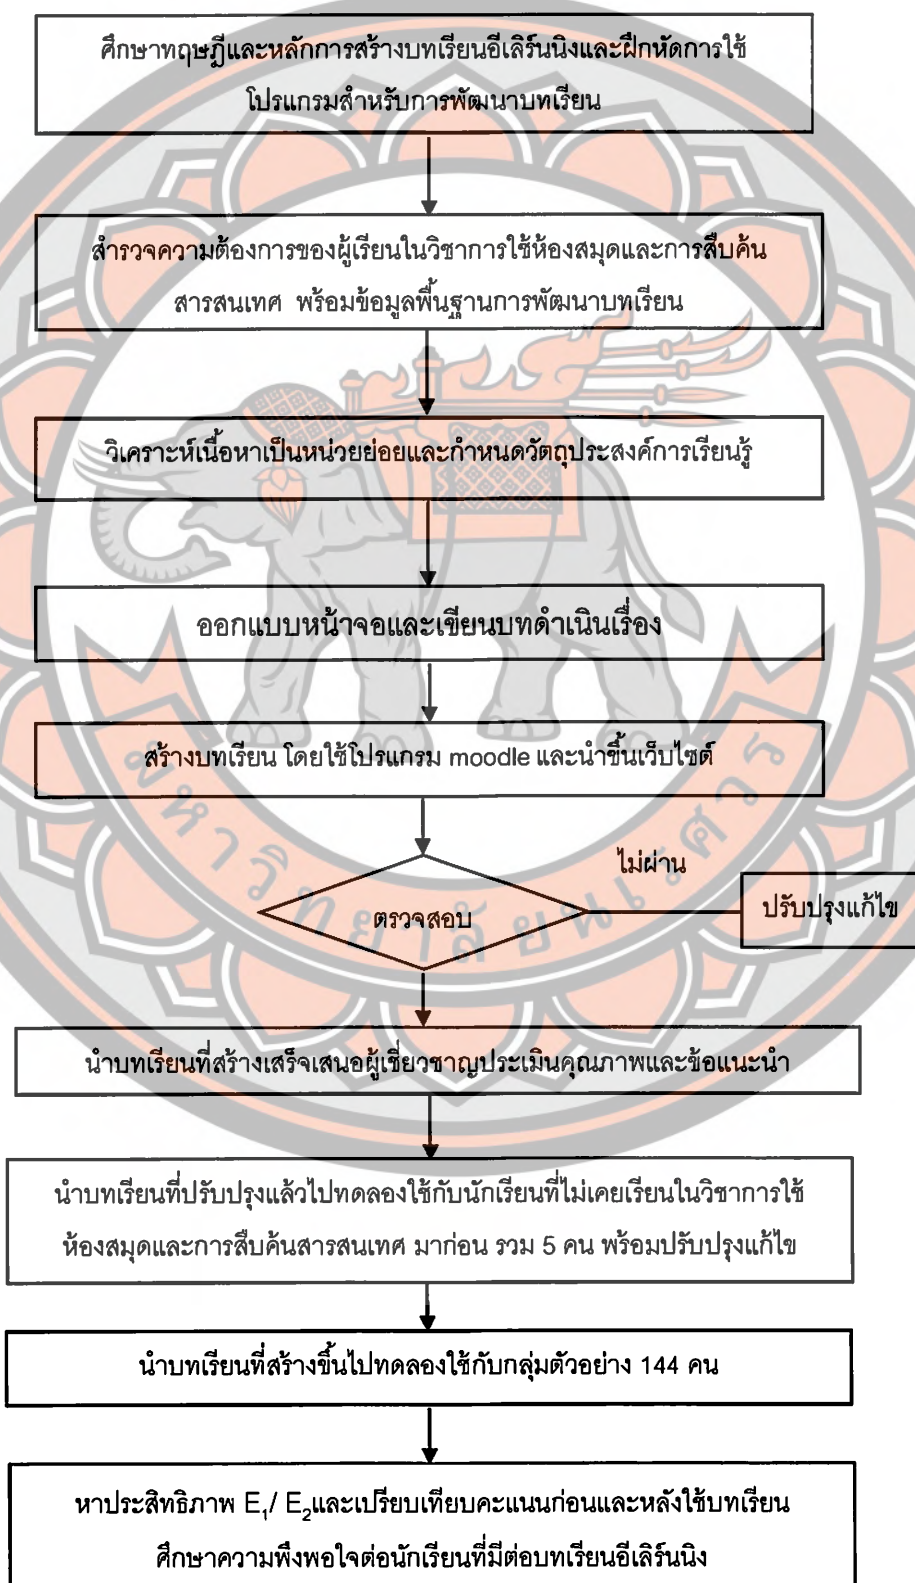 ศึกษาทฤษฎีและหลักการสร้างบทเรียนอีเลิร์นนิงและฝึกหัดการใช้
โปรแกรมสำหรับการพัฒนาบทเรียน
สำรวจความต้องการของผู้เรียนในวิชาการใช้ห้องสมุดและการสืบค้น
สารสนเทศ พร้อมข้อมูลพื้นฐานการพัฒนาบทเรียน
วิเคราะห์เนื้อหาเป็นหน่วยย่อยและกำหนดวัตถุประสงค์การเรียนรู้
ออกแบบหน้าจอและเขียนบทดำเนินเรื่อง
สร้างบทเรียน โดยใช้โปรแกรม moodle และนำขึ้นเว็บไซต์
ไม่ผ่าน
ตรวจสอบ
ปรับปรุงแก้ไข
มหาวิทยาลัยนเรศวร
นำบทเรียนที่สร้างเสร็จเสนอผู้เชี่ยวชาญประเมินคุณภาพและข้อแนะนำ
นำบทเรียนที่ปรับปรุงแล้วไปทดลองใช้กับนักเรียนที่ไม่เคยเรียนในวิชาการใช้
ห้องสมุดและการสืบค้นสารสนเทศ มาก่อน รวม 5 คน พร้อมปรับปรุงแก้ไข
นำบทเรียนที่สร้างขึ้นไปทดลองใช้กับกลุ่มตัวอย่าง 144 คน
หาประสิทธิภาพ E₁/ E₂และเปรียบเทียบคะแนนก่อนและหลังใช้บทเรียน
ศึกษาความพึงพอใจต่อนักเรียนที่มีต่อบทเรียนอีเลิร์นนิง